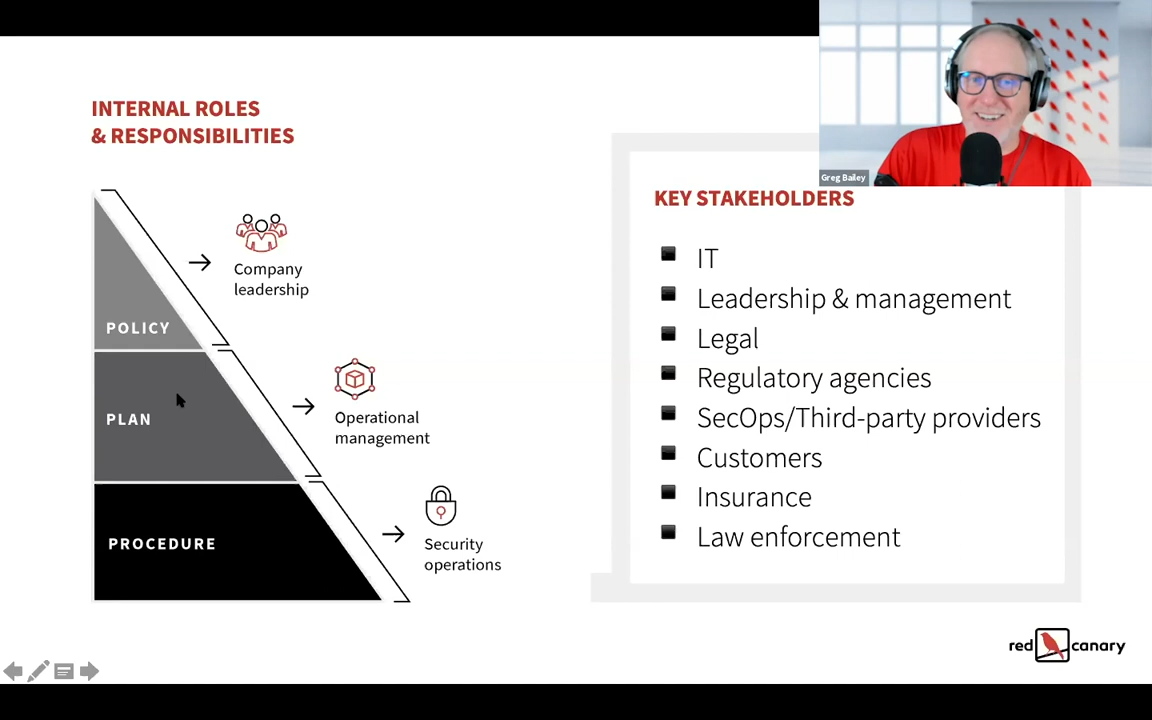 INTERNAL ROLES
& RESPONSIBILITIES
Company
leadership
POLICY
Operational
management
PLAN
Security
operations
PROCEDURE
Greg Bailey
KEY STAKEHOLDERS
IT
Leadership & management
Legal
Regulatory agencies
SecOps/Third-party providers
Customers
Insurance
Law enforcement
red canary